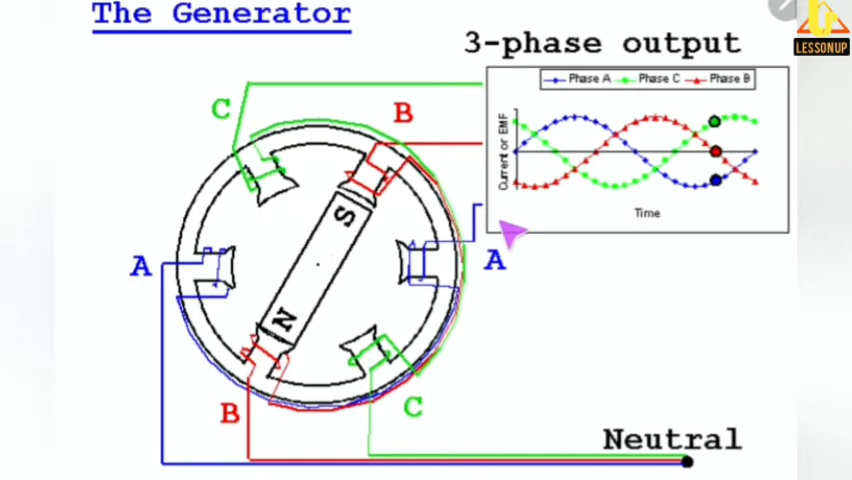 The Generator
LESSONUP
3-phase output
Phase A Phase C Phase B
Current or EMF
Time
C
B
S
A
A
N
B
C
Neutral